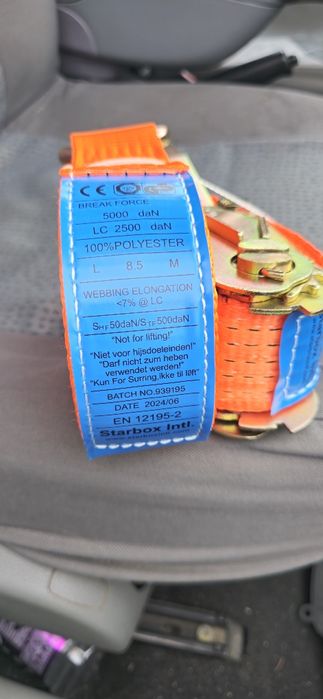 CE
BREAK FORCE
5000 daN
LC 2500 daN
100%POLYESTER
L 8.5 M
WEBBING ELONGATION
<7% @ LC
SHF50daN/STF500daN
"Not for lifting!"
"Niet voor hijsdoeleinden!"
"Darf nicht zum heben
verwendet werden!"
"Kun For Surring,Ikke til løft"
BATCH NO.939195
DATE 2024/06
EN 12195-2
Starbox Intl.